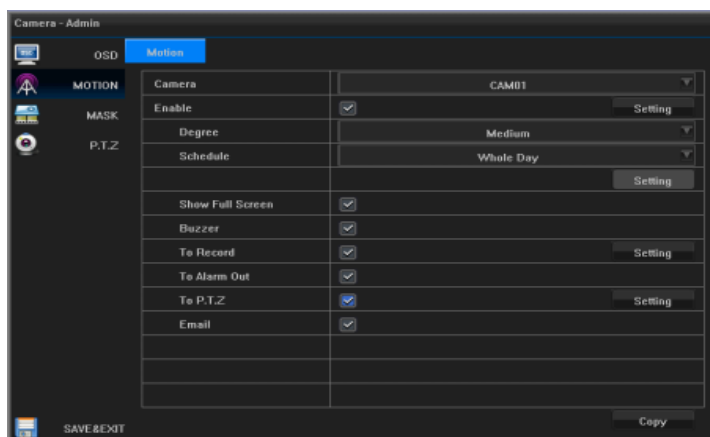 Camera - Admin
OSD
MOTION
MASK
P.T.Z
SAVE&EXIT
Motion
Camera CAM01
Enable Setting
Degree Medium
Schedule Whole Day
Setting
Show Full Screen
Buzzer
To Record Setting
To Alarm Out
To P.T.Z Setting
Email
Copy